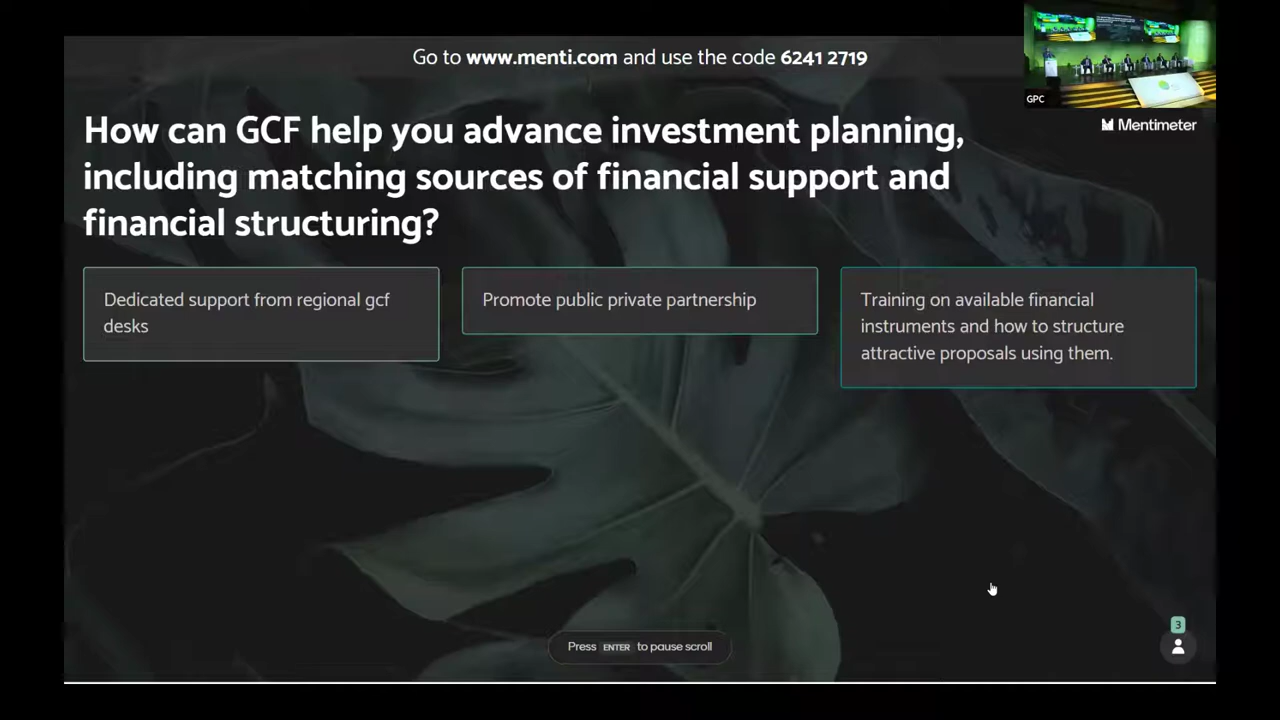 Go to www.menti.com and use the code 6241 2719
GPC
Mentimeter
How can GCF help you advance investment planning,
including matching sources of financial support and
financial structuring?
Dedicated support from regional gcf
desks
Promote public private partnership
Training on available financial
instruments and how to structure
attractive proposals using them.
Press ENTER to pause scroll
3